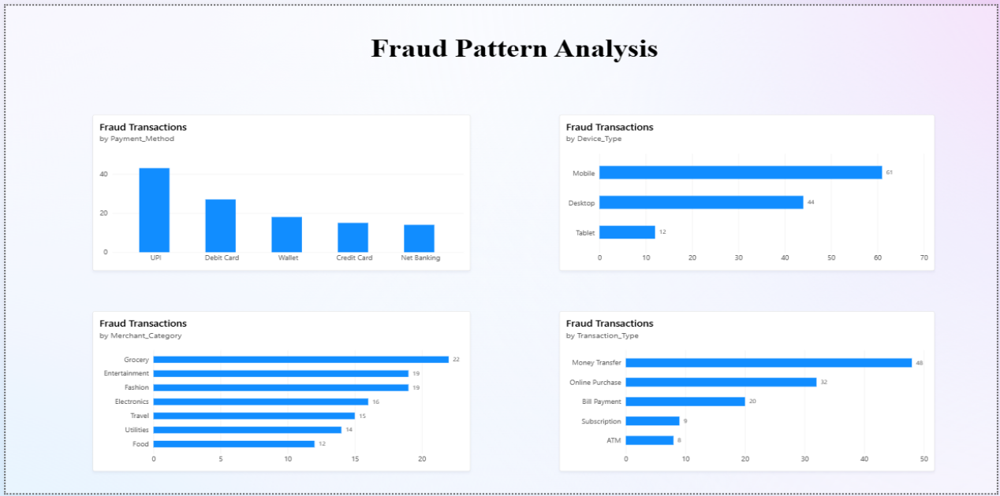 Fraud Pattern Analysis
Fraud Transactions
by Payment_Method
40
20
0
UPI
Debit Card
Wallet
Credit Card
Net Banking
Fraud Transactions
by Device_Type
Mobile
61
Desktop
44
Tablet
12
0 10 20 30 40 50 60 70
Fraud Transactions
by Merchant_Category
Grocery 22
Entertainment 19
Fashion 19
Electronics 16
Travel 15
Utilities 14
Food 12
0 5 10 15 20
Fraud Transactions
by Transaction_Type
Money Transfer 48
Online Purchase 32
Bill Payment 20
Subscription 9
ATM 8
0 10 20 30 40 50